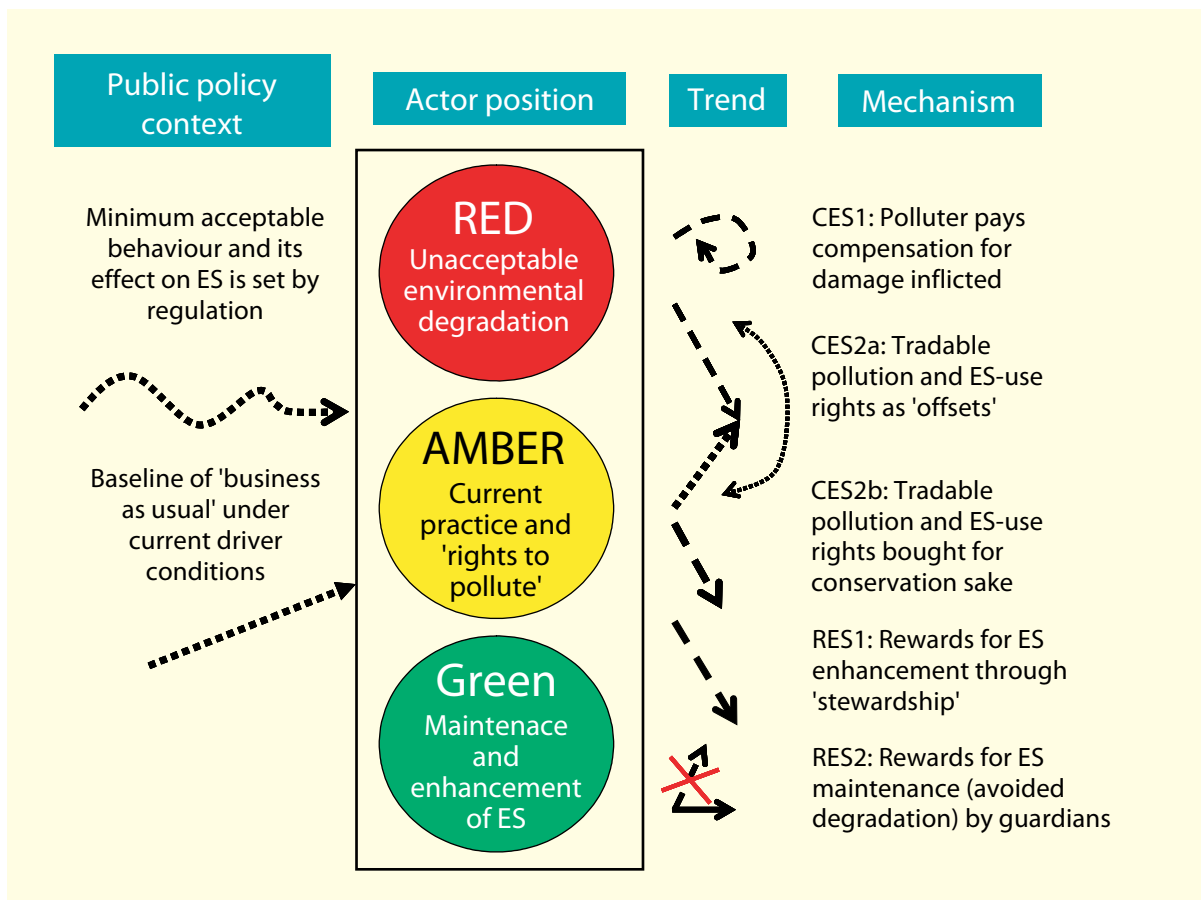 Public policy
context
Actor position
Trend
Mechanism
Minimum acceptable
behaviour and its
effect on ES is set by
regulation
Baseline of 'business
as usual' under
current driver
conditions
RED
Unacceptable
environmental
degradation
AMBER
Current
practice and
'rights to
pollute'
Green
Maintenace
and
enhancement
of ES
CES1: Polluter pays
compensation for
damage inflicted
CES2a: Tradable
pollution and ES-use
rights as 'offsets'
CES2b: Tradable
pollution and ES-use
rights bought for
conservation sake
RES1: Rewards for ES
enhancement through
'stewardship'
RES2: Rewards for ES
maintenance (avoided
degradation) by guardians